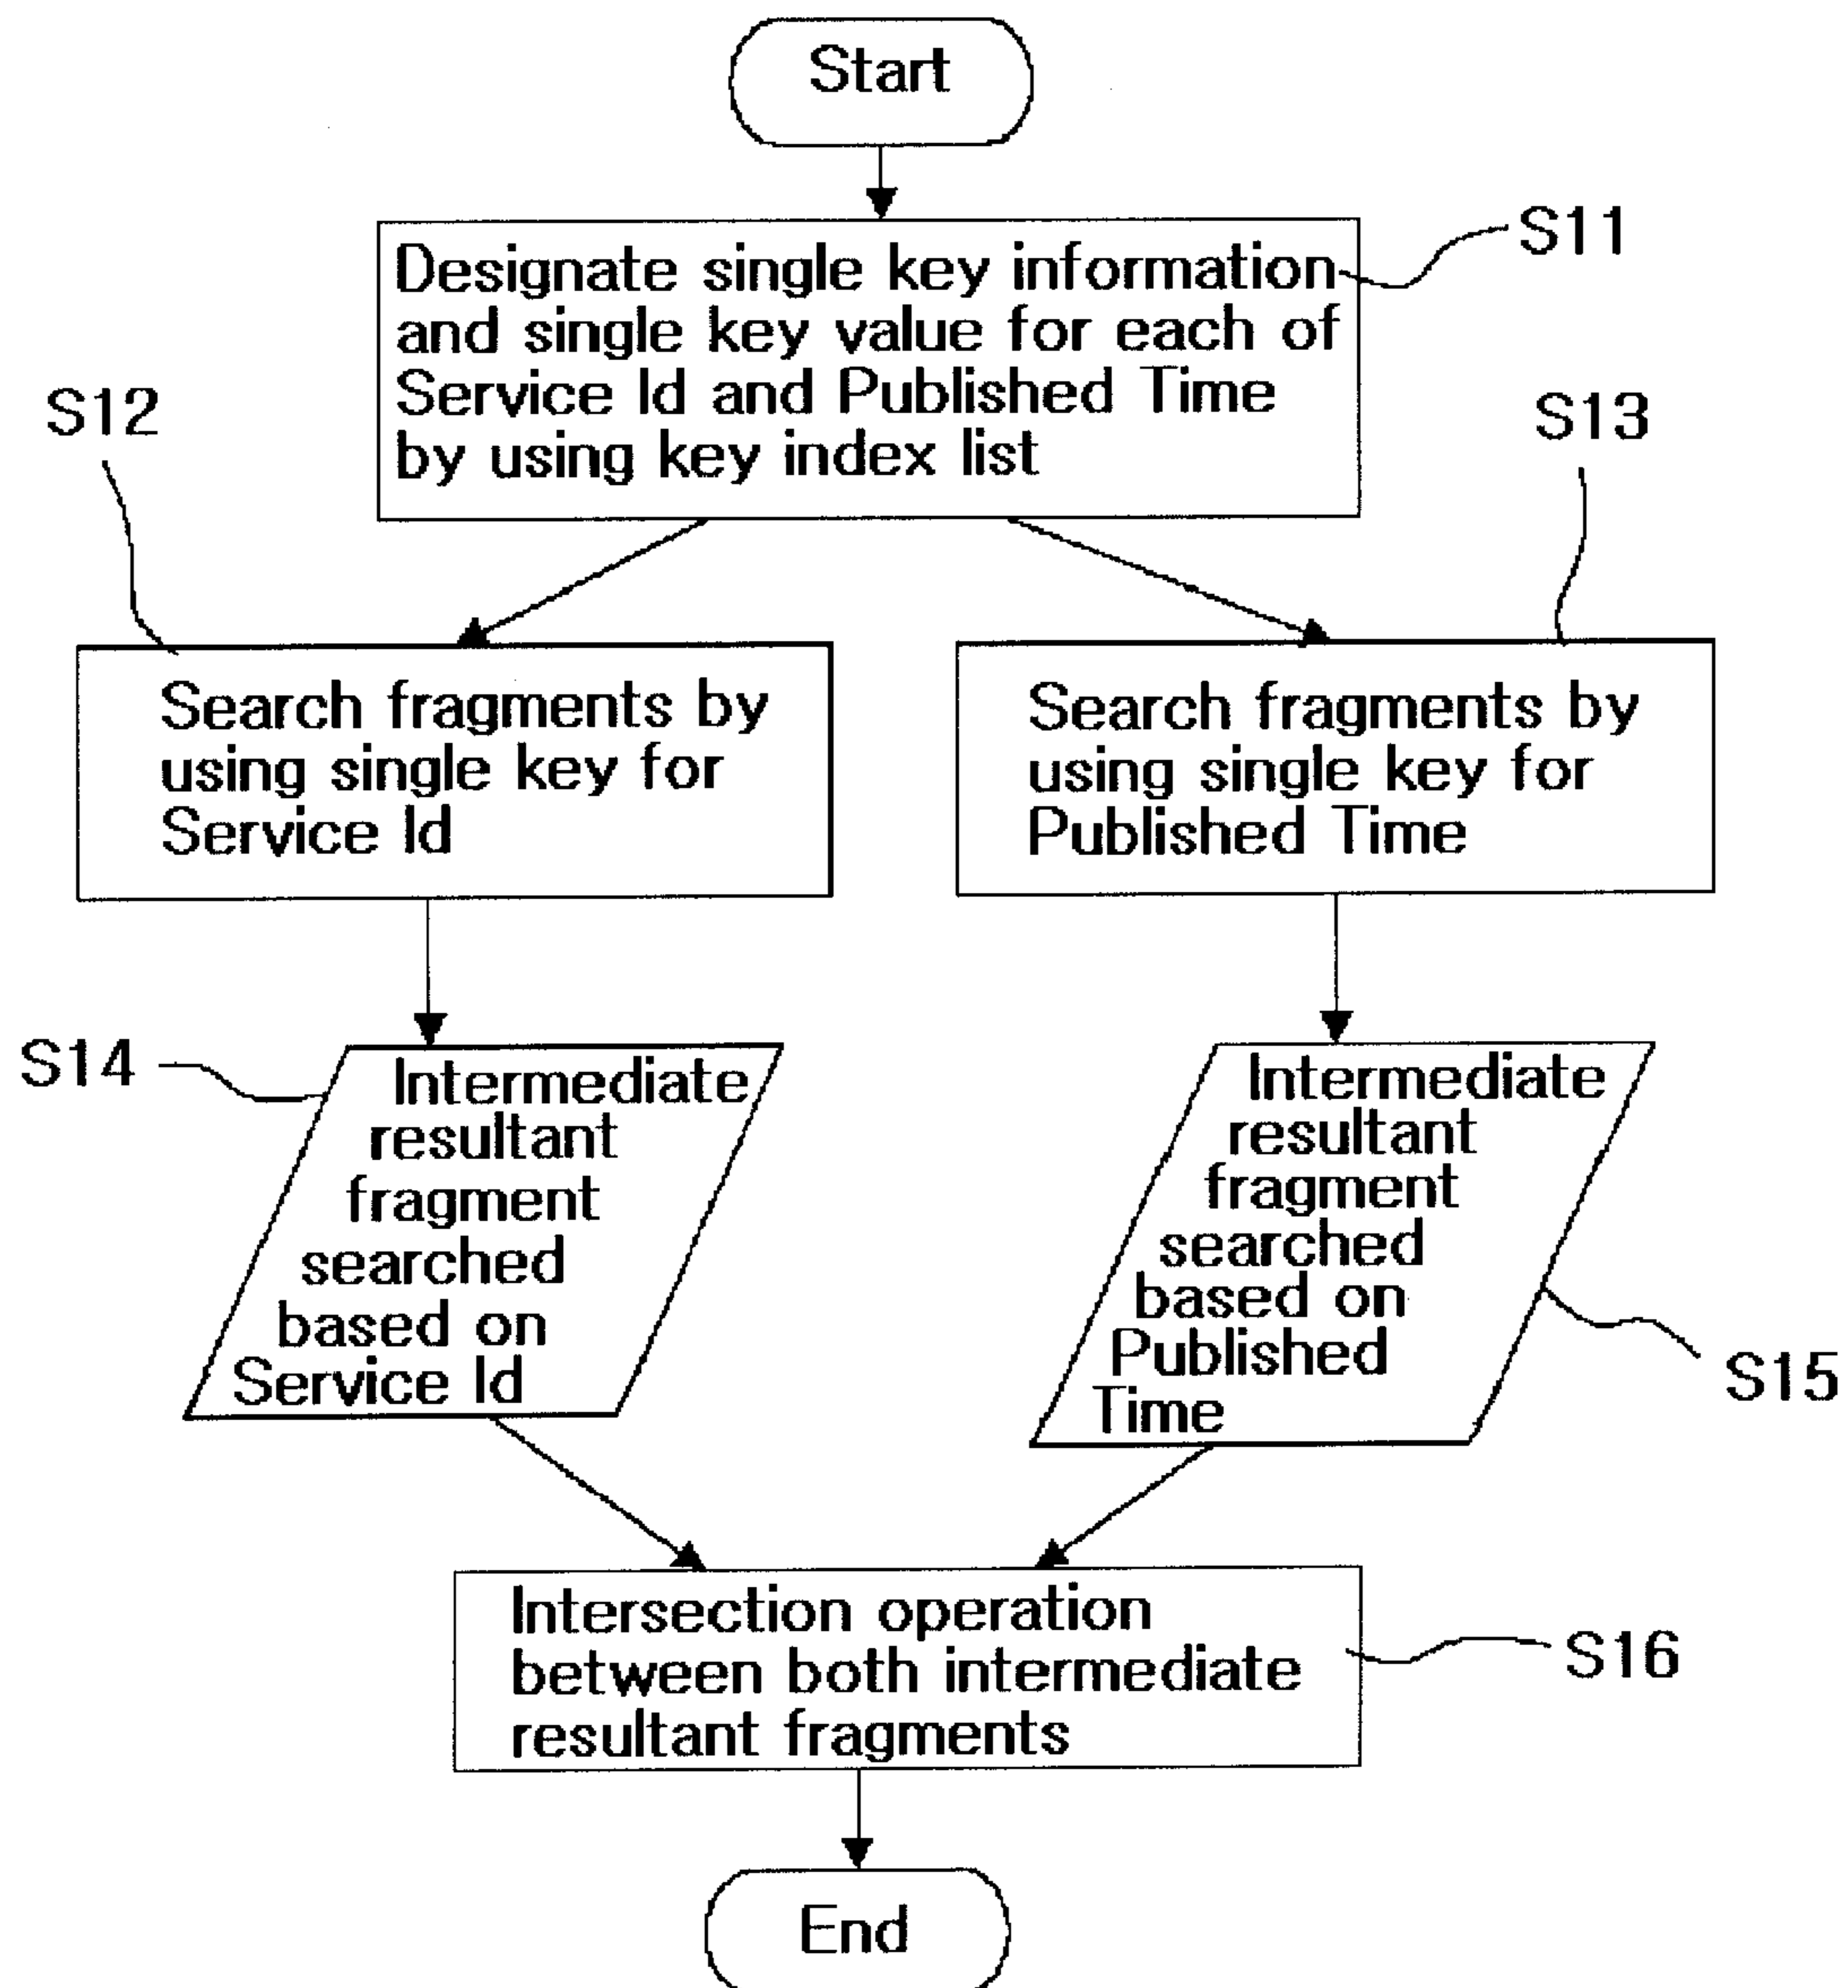 Start
Designate single key information
and single key value for each of
Service Id and Published Time
by using key index list
S11
S12
S13
Search fragments by
using single key for
Service Id
Search fragments by
using single key for
Published Time
S14
Intermediate
resultant
fragment
searched
based on
Service Id
Intermediate
resultant
fragment
searched
based on
Published
Time
S15
Intersection operation
between both intermediate
resultant fragments
S16
End